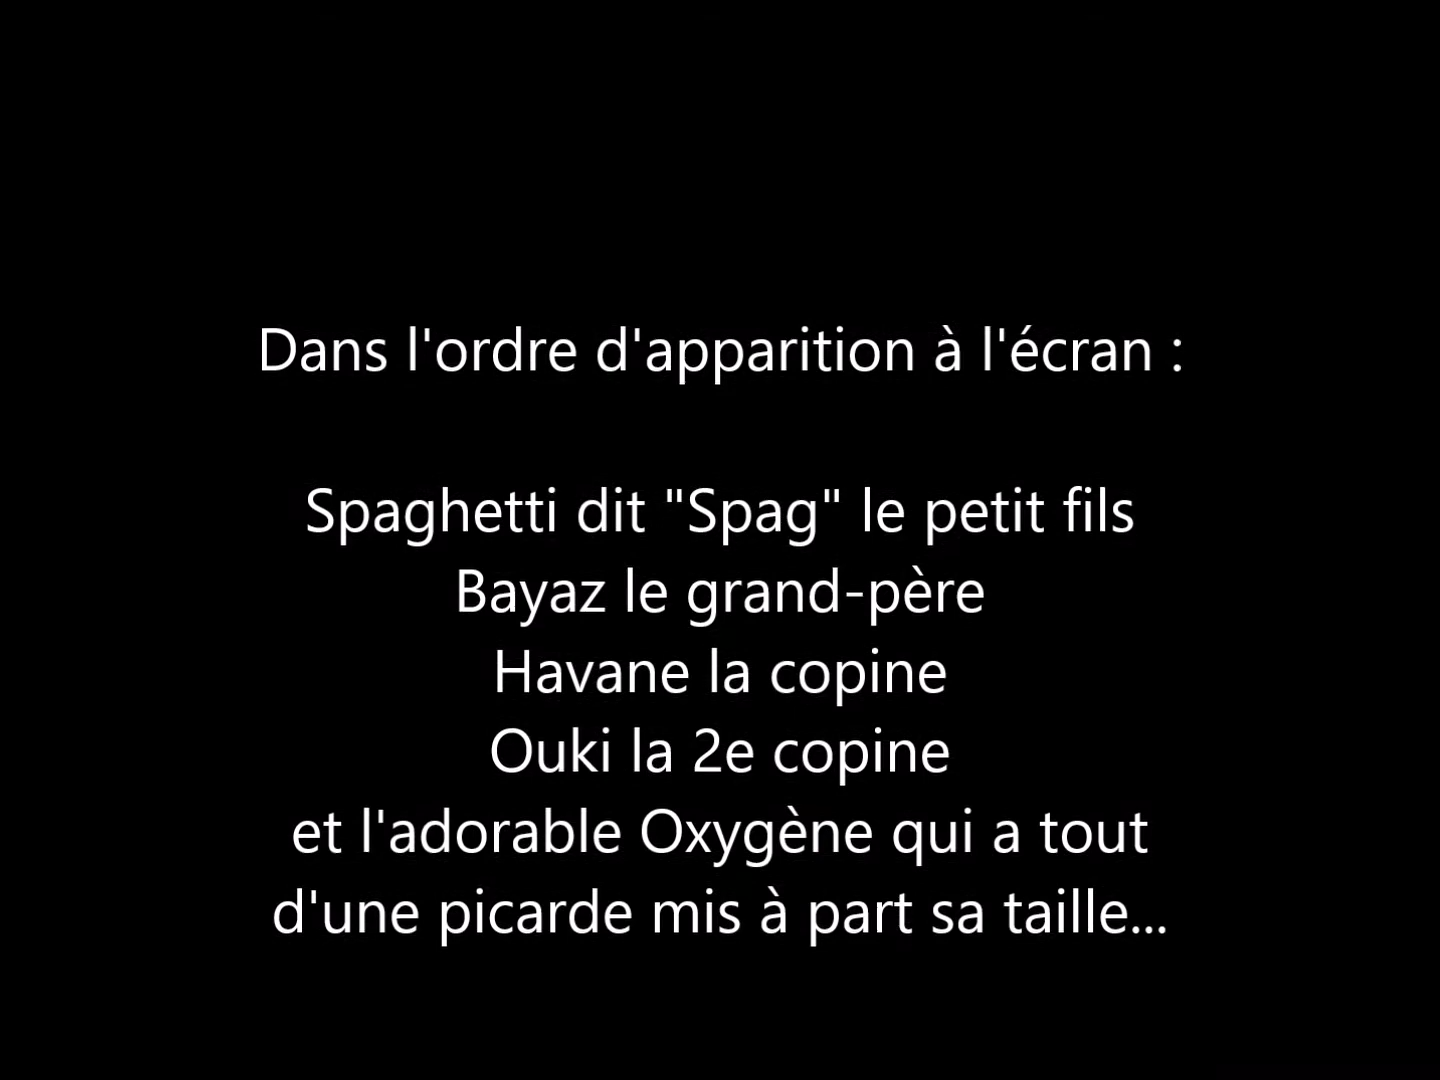 Dans l'ordre d'apparition à l'écran :
Spaghetti dit "Spag" le petit fils
Bayaz le grand-père
Havane la copine
Ouki la 2e copine
et l'adorable Oxygène qui a tout
d'une picarde mis à part sa taille...